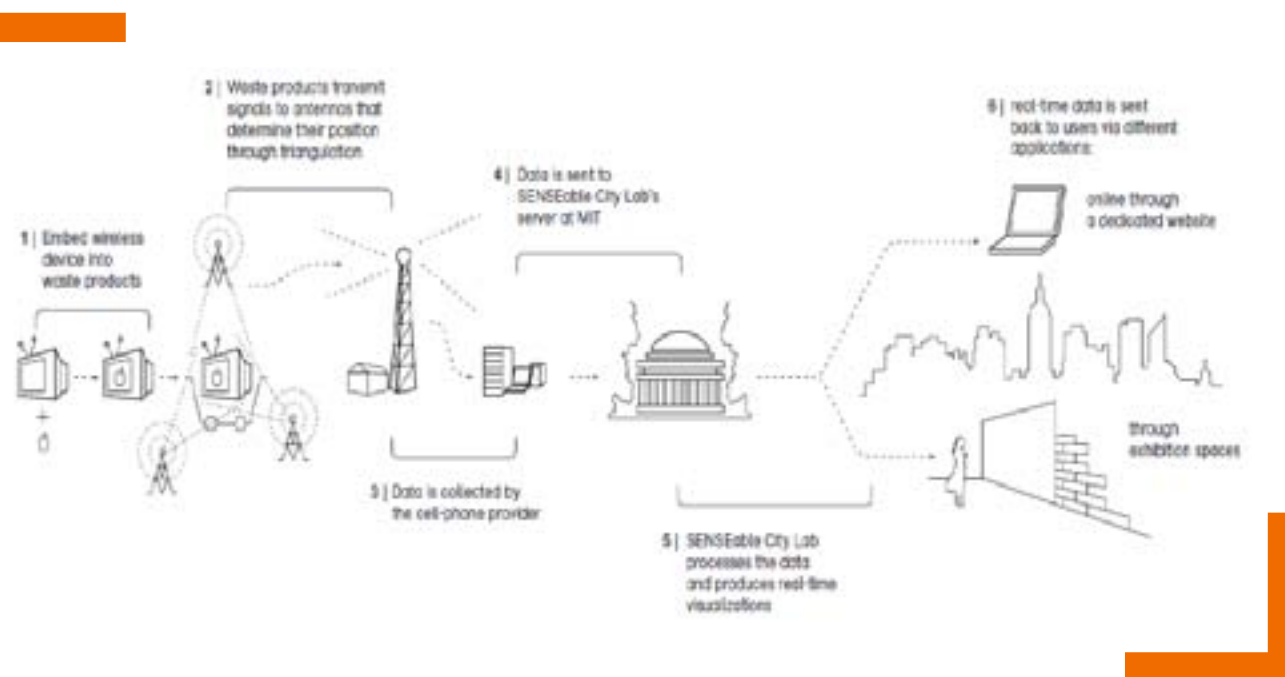 1 | Embed wireless
device into
waste products
2 | Waste products transmit
signals to antennas that
determine their position
through triangulation
3 | Data is collected by
the cell-phone provider
4 | Data is sent to
SENSEable City Lab's
server at MIT
5 | SENSEable City Lab
processes the data
and produces real-time
visualizations
6 | real-time data is sent
back to users via different
applications:
online through
a dedicated website
through
exhibition spaces